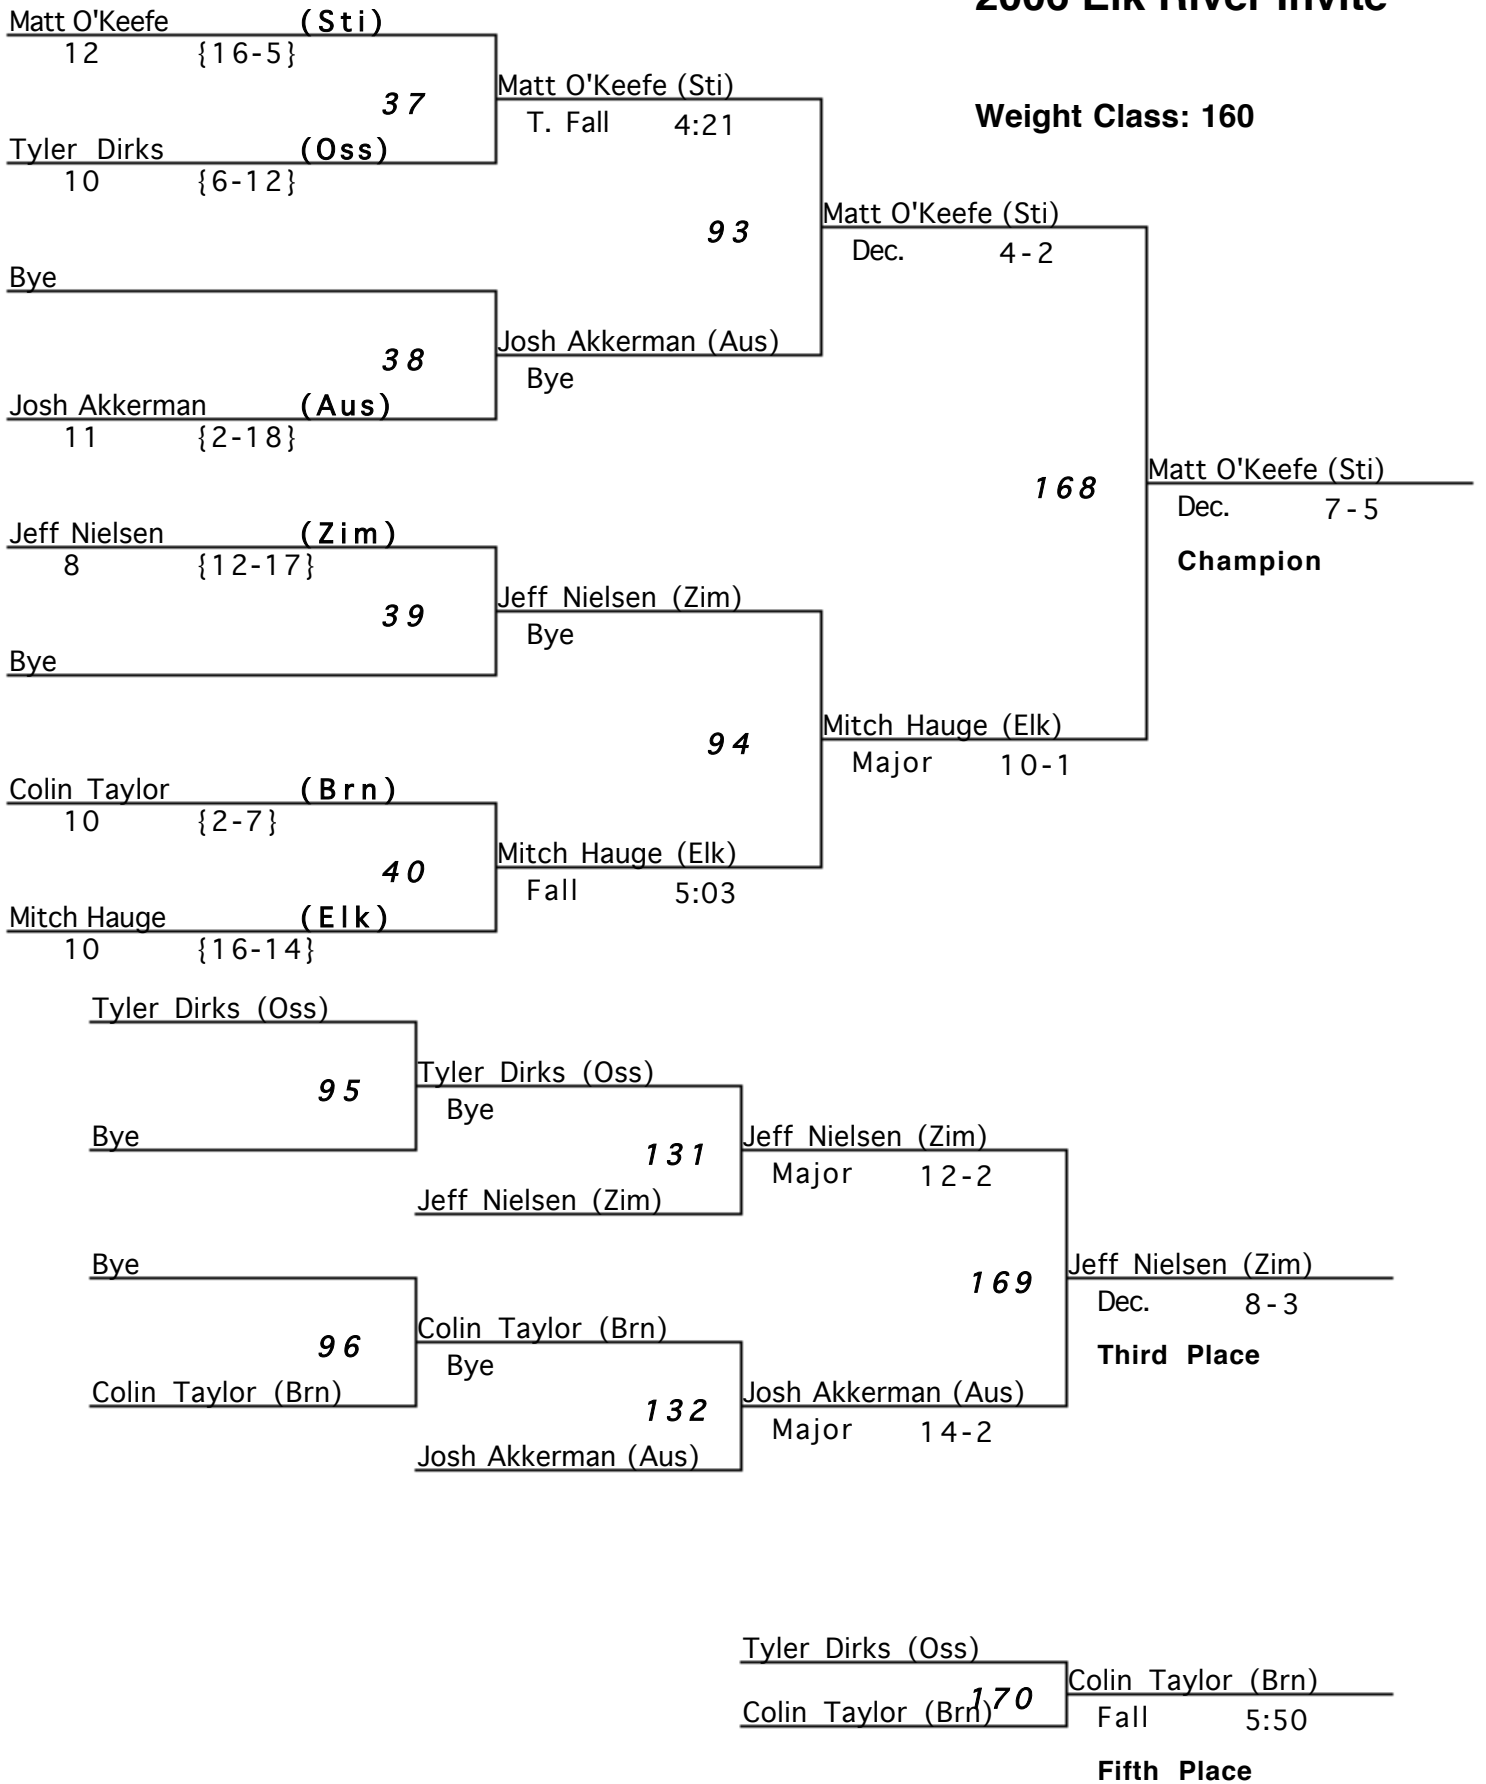 Elk River Invite
Matt O'Keefe (Sti)
12 {16-5}
37
Matt O'Keefe (Sti)
T. Fall 4:21
Weight Class: 160
Tyler Dirks (Oss)
10 {6-12}
93
Matt O'Keefe (Sti)
Dec. 4-2
Bye
38
Josh Akkerman (Aus)
Bye
Josh Akkerman (Aus)
11 {2-18}
168
Matt O'Keefe (Sti)
Dec. 7-5
Champion
Jeff Nielsen (Zim)
8 {12-17}
39
Jeff Nielsen (Zim)
Bye
Bye
94
Mitch Hauge (Elk)
Major 10-1
Colin Taylor (Brn)
10 {2-7}
40
Mitch Hauge (Elk)
Fall 5:03
Mitch Hauge (Elk)
10 {16-14}
Tyler Dirks (Oss)
95
Tyler Dirks (Oss)
Bye
Bye
131
Jeff Nielsen (Zim)
Major 12-2
Jeff Nielsen (Zim)
Bye
169
Jeff Nielsen (Zim)
Dec. 8-3
Third Place
96
Colin Taylor (Brn)
Bye
Colin Taylor (Brn)
132
Josh Akkerman (Aus)
Major 14-2
Josh Akkerman (Aus)
Tyler Dirks (Oss)
170
Colin Taylor (Brn)
Colin Taylor (Brn)
Fall 5:50
Fifth Place